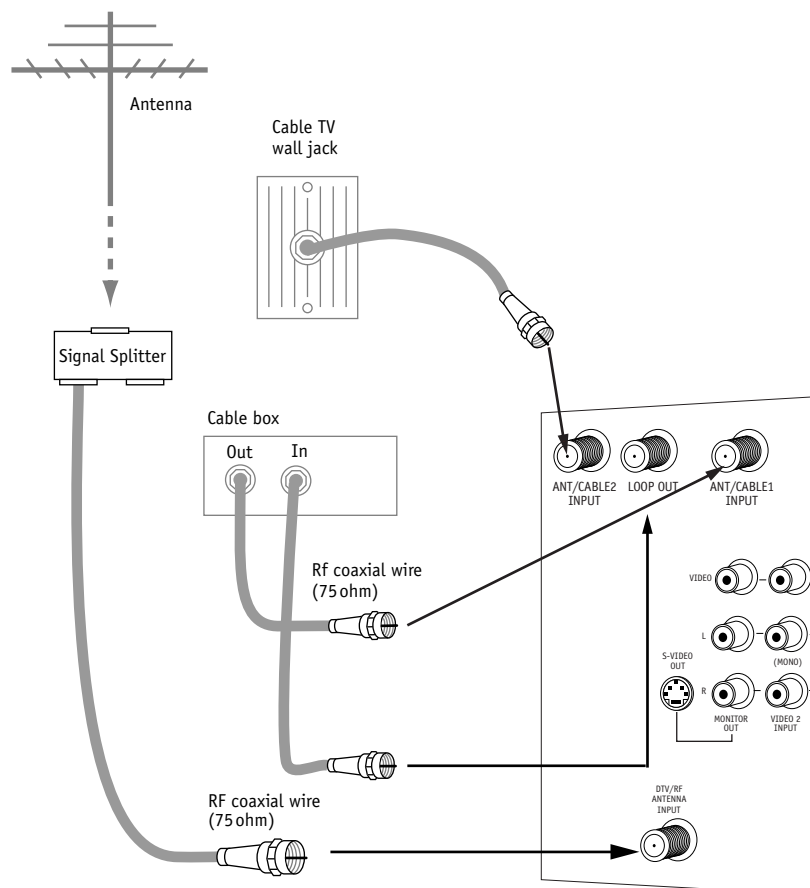 Antenna
Cable TV
wall jack
Signal Splitter
Cable box
Out
In
ANT/CABLE2
INPUT
LOOP OUT
ANT/CABLE1
INPUT
Rf coaxial wire
(75 ohm)
VIDEO
L
(MONO)
S-VIDEO
OUT
R
MONITOR
OUT
VIDEO 2
INPUT
RF coaxial wire
(75 ohm)
DTV/RF
ANTENNA
INPUT